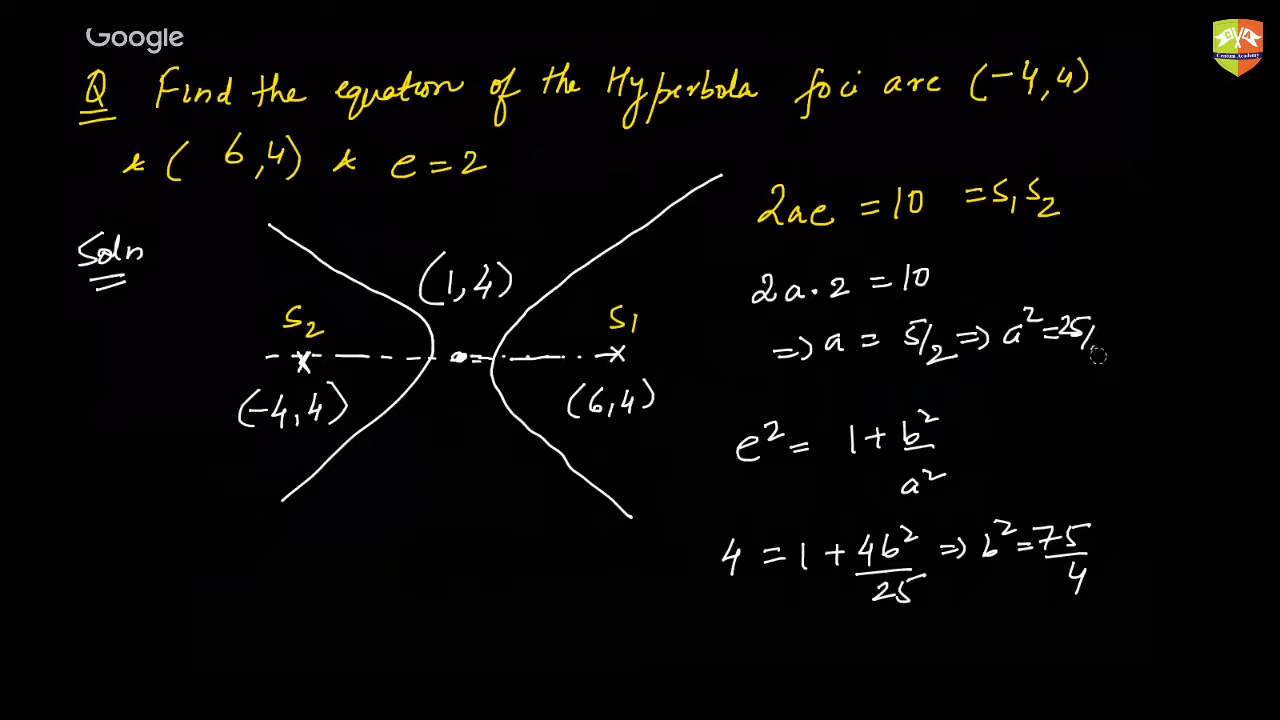 Google
Q Find the equation of the Hyperbola foci are (-4,4)
& (6,4) & e = 2
Soln
2ae = 10 = S₁S₂
(1,4)
2a · 2 = 10
S₂
S₁
⇒ a = 5/2 ⇒ a² = 25/
(-4,4)
(6,4)
e² = 1 + b²/a²
4 = 1 + 4b²/25 ⇒ b² = 75/4